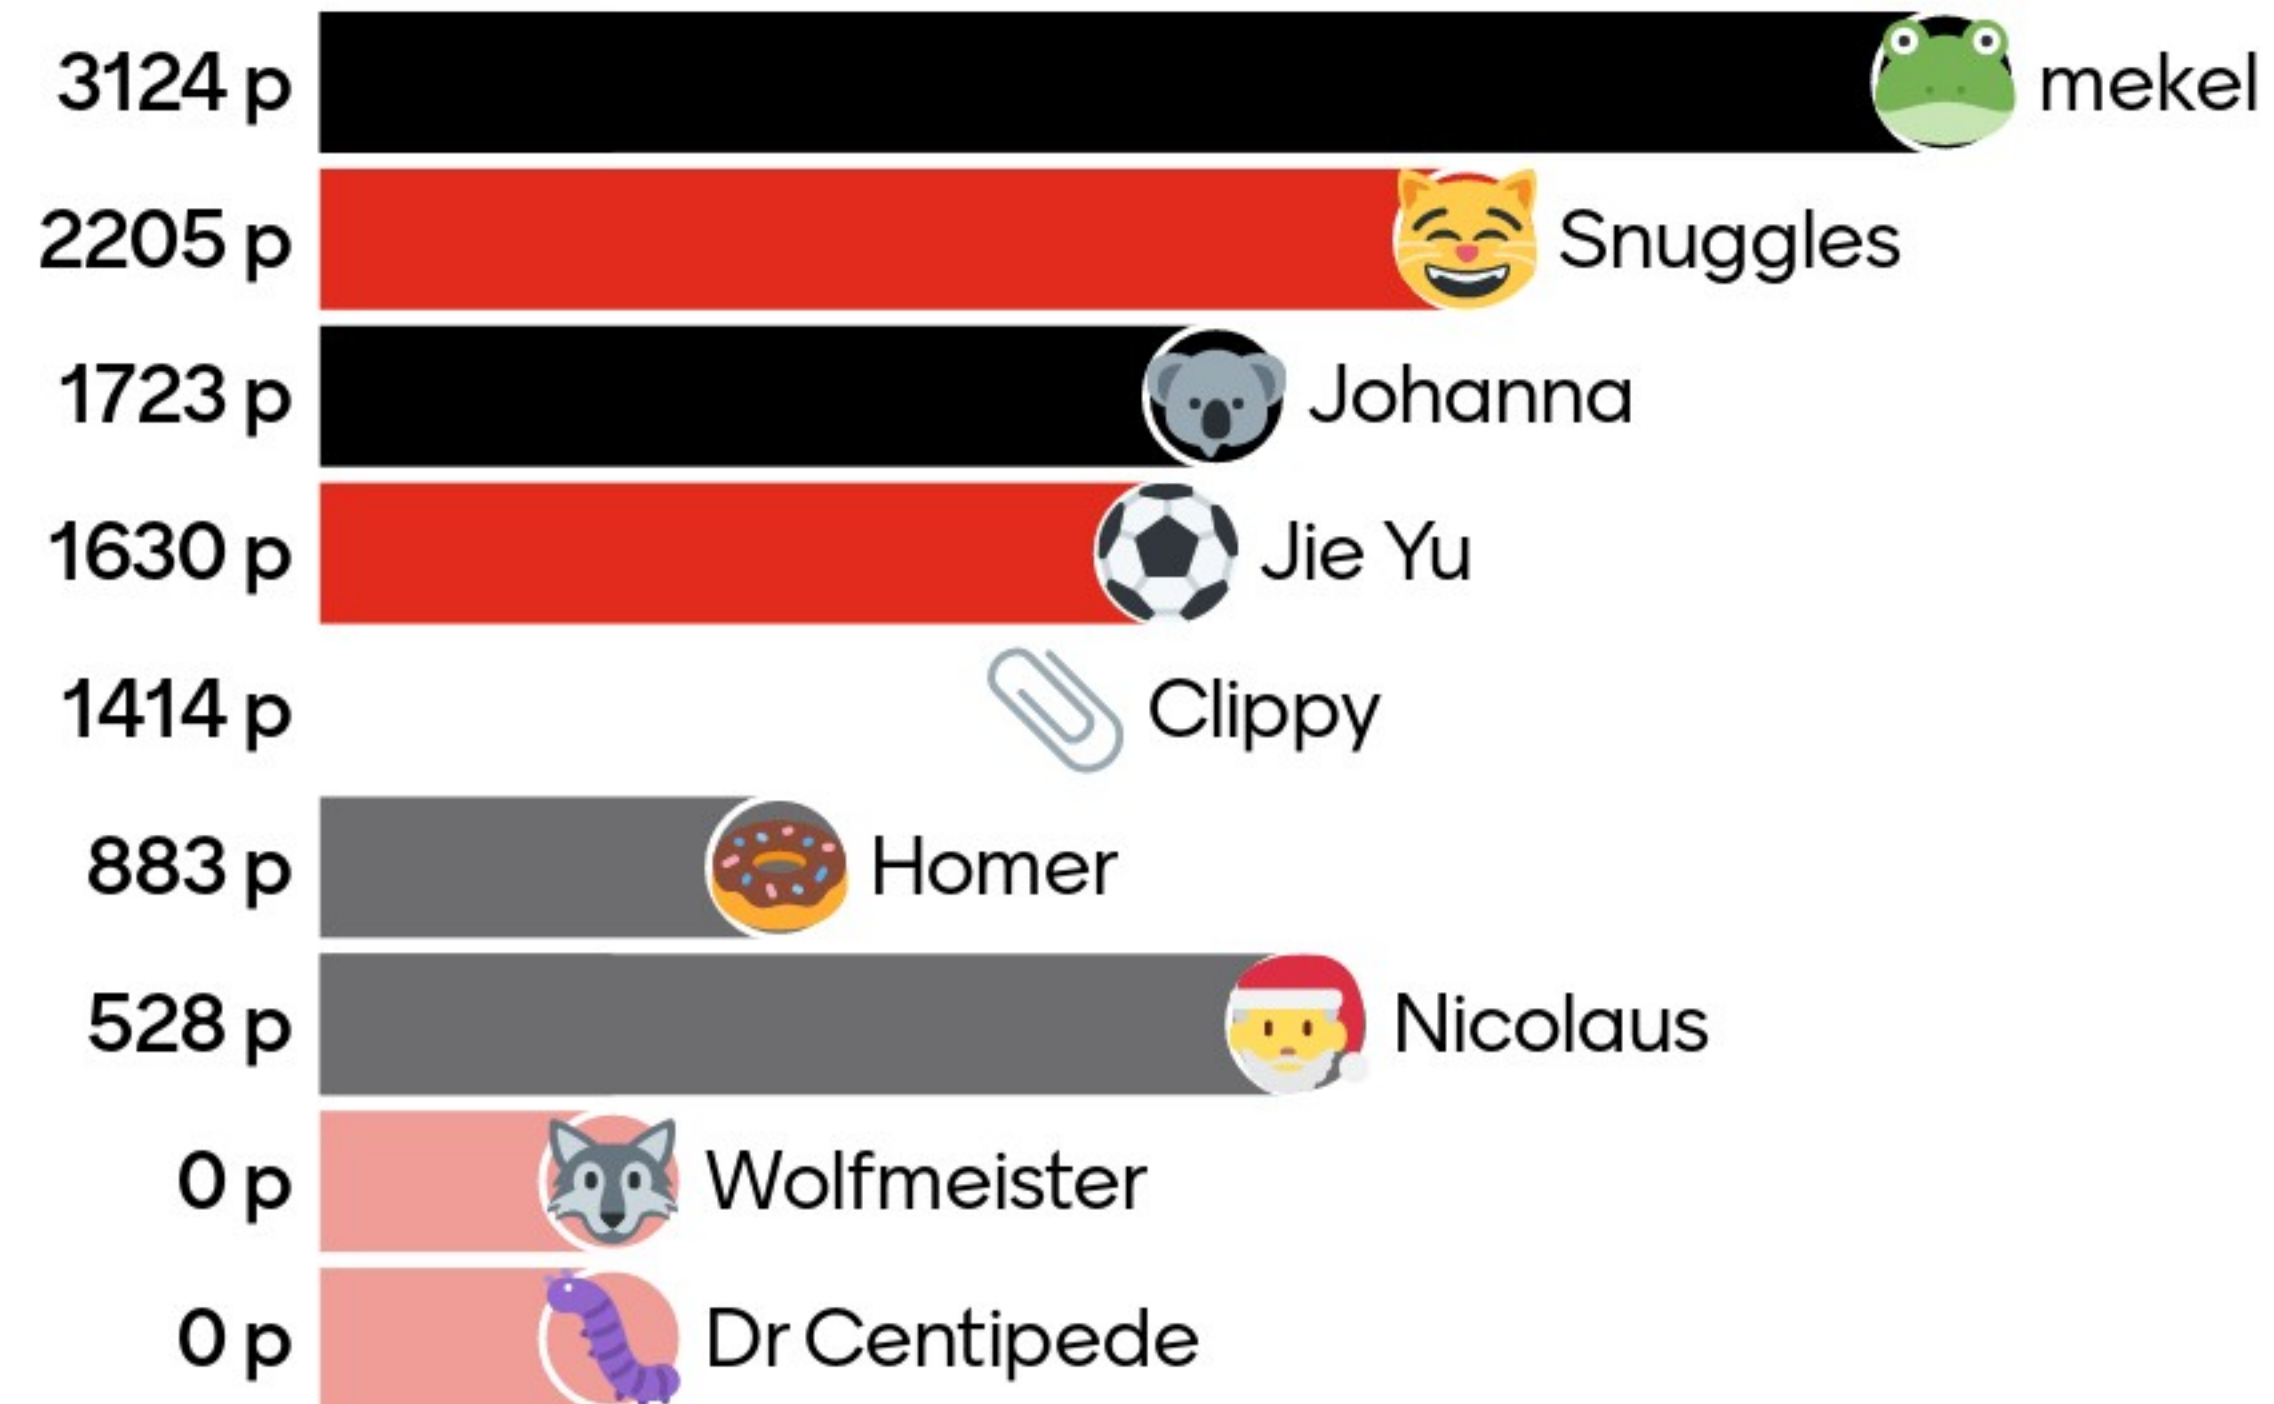 3124 p mekel
2205 p Snuggles
1723 p Johanna
1630 p Jie Yu
1414 p Clippy
883 p Homer
528 p Nicolaus
0 p Wolfmeister
0 p Dr Centipede